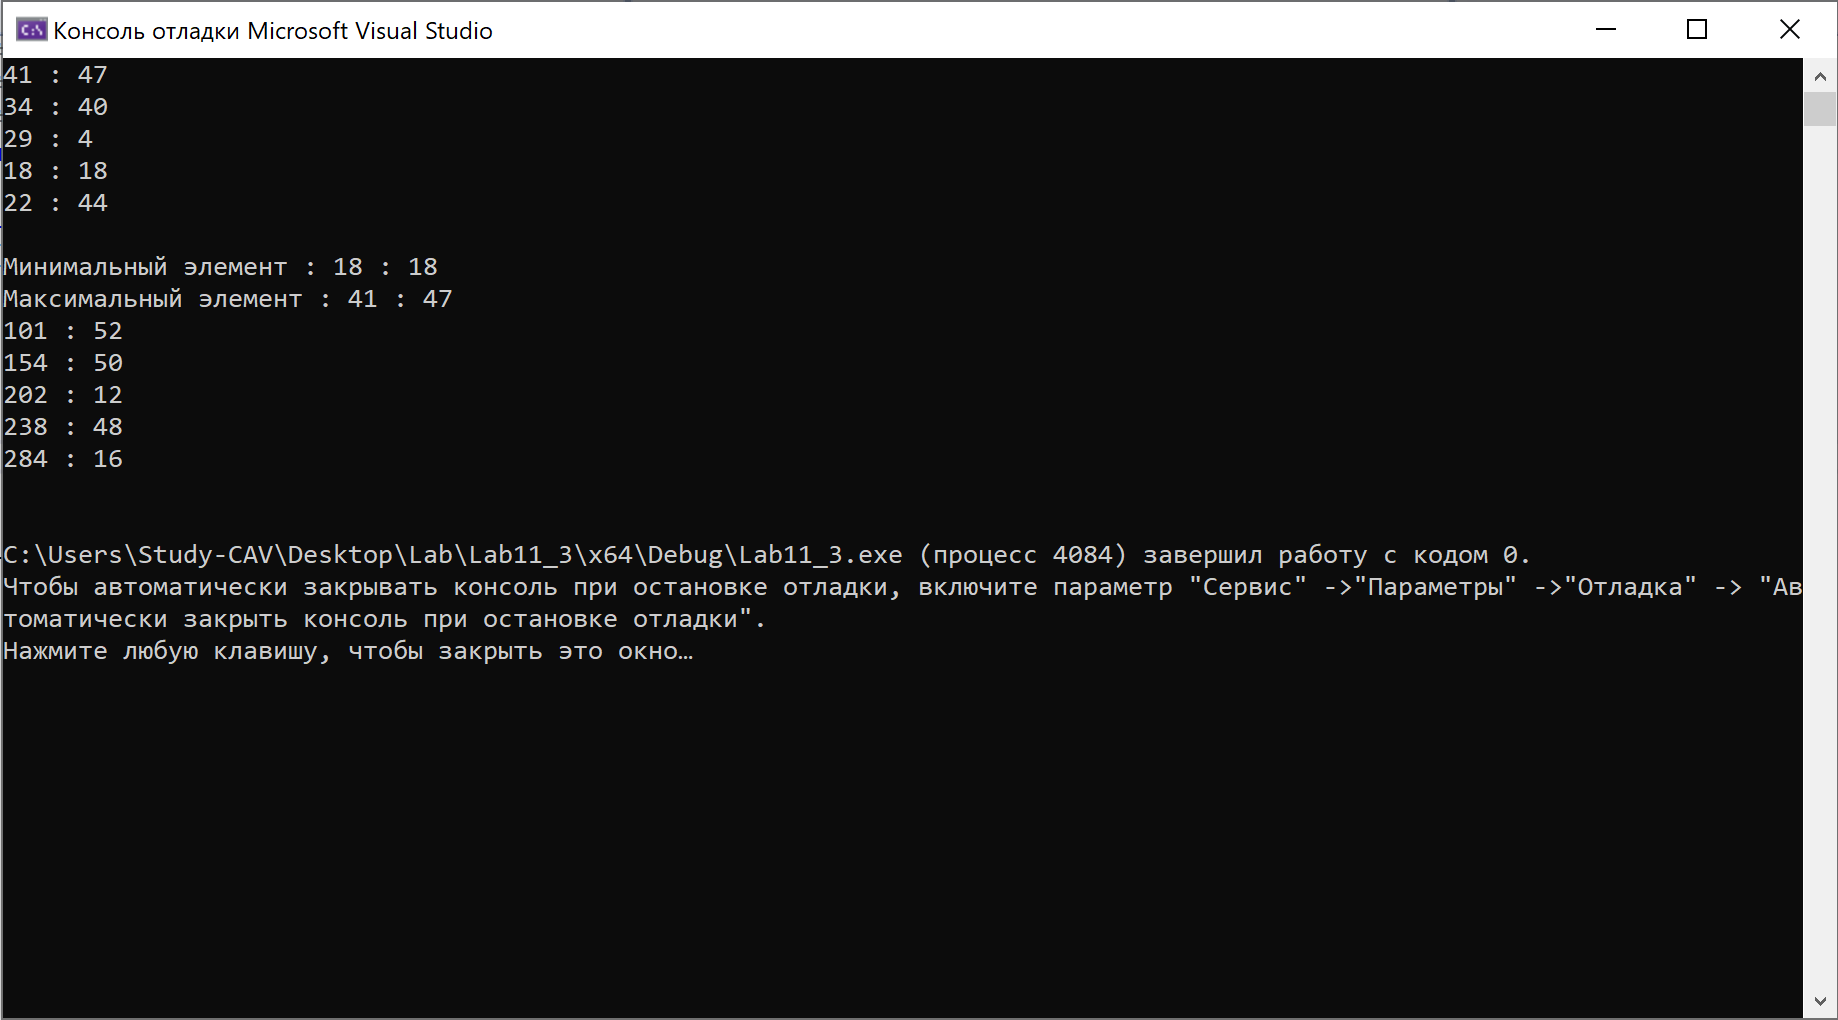 Консоль отладки Microsoft Visual Studio
41 : 47
34 : 40
29 : 4
18 : 18
22 : 44
Минимальный элемент : 18 : 18
Максимальный элемент : 41 : 47
101 : 52
154 : 50
202 : 12
238 : 48
284 : 16
C:\Users\Study-CAV\Desktop\Lab\Lab11_3\x64\Debug\Lab11_3.exe (процесс 4084) завершил работу с кодом 0.
Чтобы автоматически закрывать консоль при остановке отладки, включите параметр "Сервис" ->"Параметры" ->"Отладка" -> "Ав
томатически закрыть консоль при остановке отладки".
Нажмите любую клавишу, чтобы закрыть это окно…